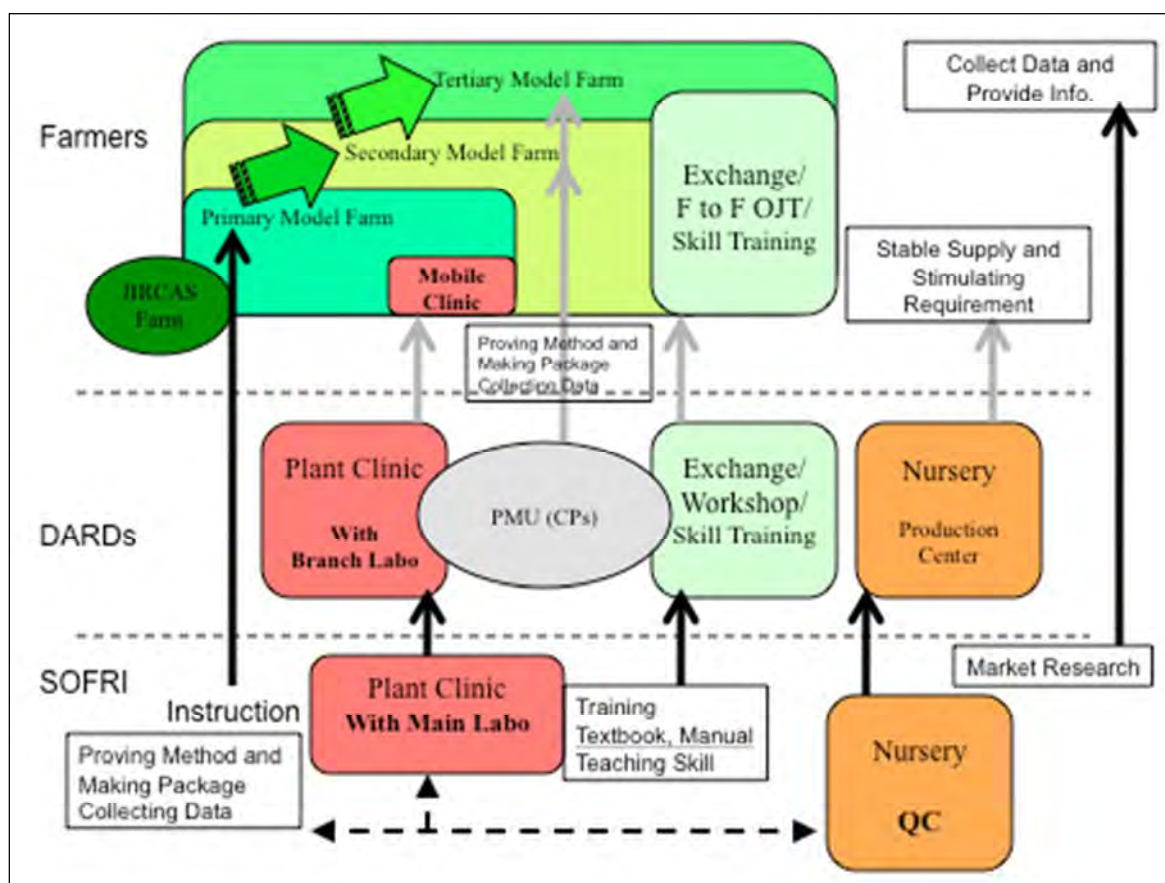 Collect Data and
Provide Info.
Farmers
Tertiary Model Farm
Secondary Model Farm
Primary Model Farm
Exchange/
F to F OJT/
Skill Training
Mobile
Clinic
JIRCAS
Farm
Stable Supply and
Stimulating
Requirement
Proving Method and
Making Package
Collecting Data
DARDs
Plant Clinic
With
Branch Labo
PMU (CPs)
Exchange/
Workshop/
Skill Training
Nursery
Production
Center
SOFRI
Instruction
Proving Method and
Making Package
Collecting Data
Plant Clinic
With Main Labo
Training
Textbook, Manual
Teaching Skill
Market Research
Nursery
QC